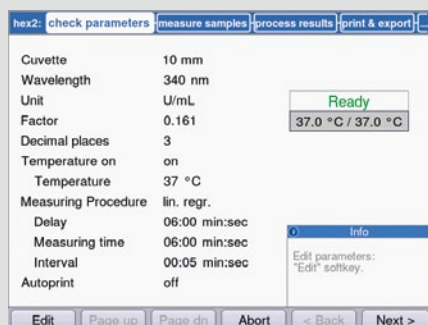 hex2: check parameters measure samples process results print & export
Cuvette 10 mm
Wavelength 340 nm
Unit U/mL
Factor 0.161
Decimal places 3
Temperature on on
Temperature 37 °C
Measuring Procedure lin. regr.
Delay 06:00 min:sec
Measuring time 06:00 min:sec
Interval 00:05 min:sec
Autoprint off
Ready
37.0 °C / 37.0 °C
Info
Edit parameters:
"Edit" softkey.
Edit Page up Page dn Abort < Back Next >